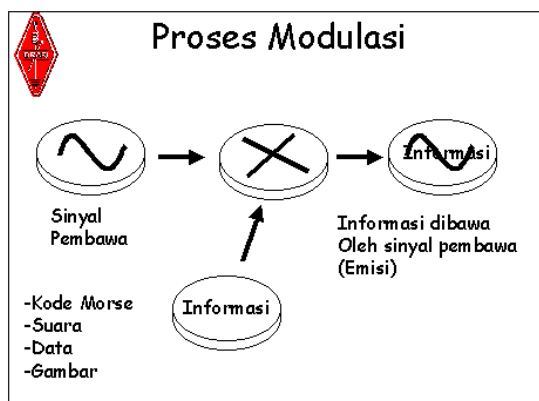 Proses Modulasi
Informasi
Sinyal
Pembawa
Informasi dibawa
Oleh sinyal pembawa
(Emisi)
Informasi
-Kode Morse
-Suara
-Data
-Gambar